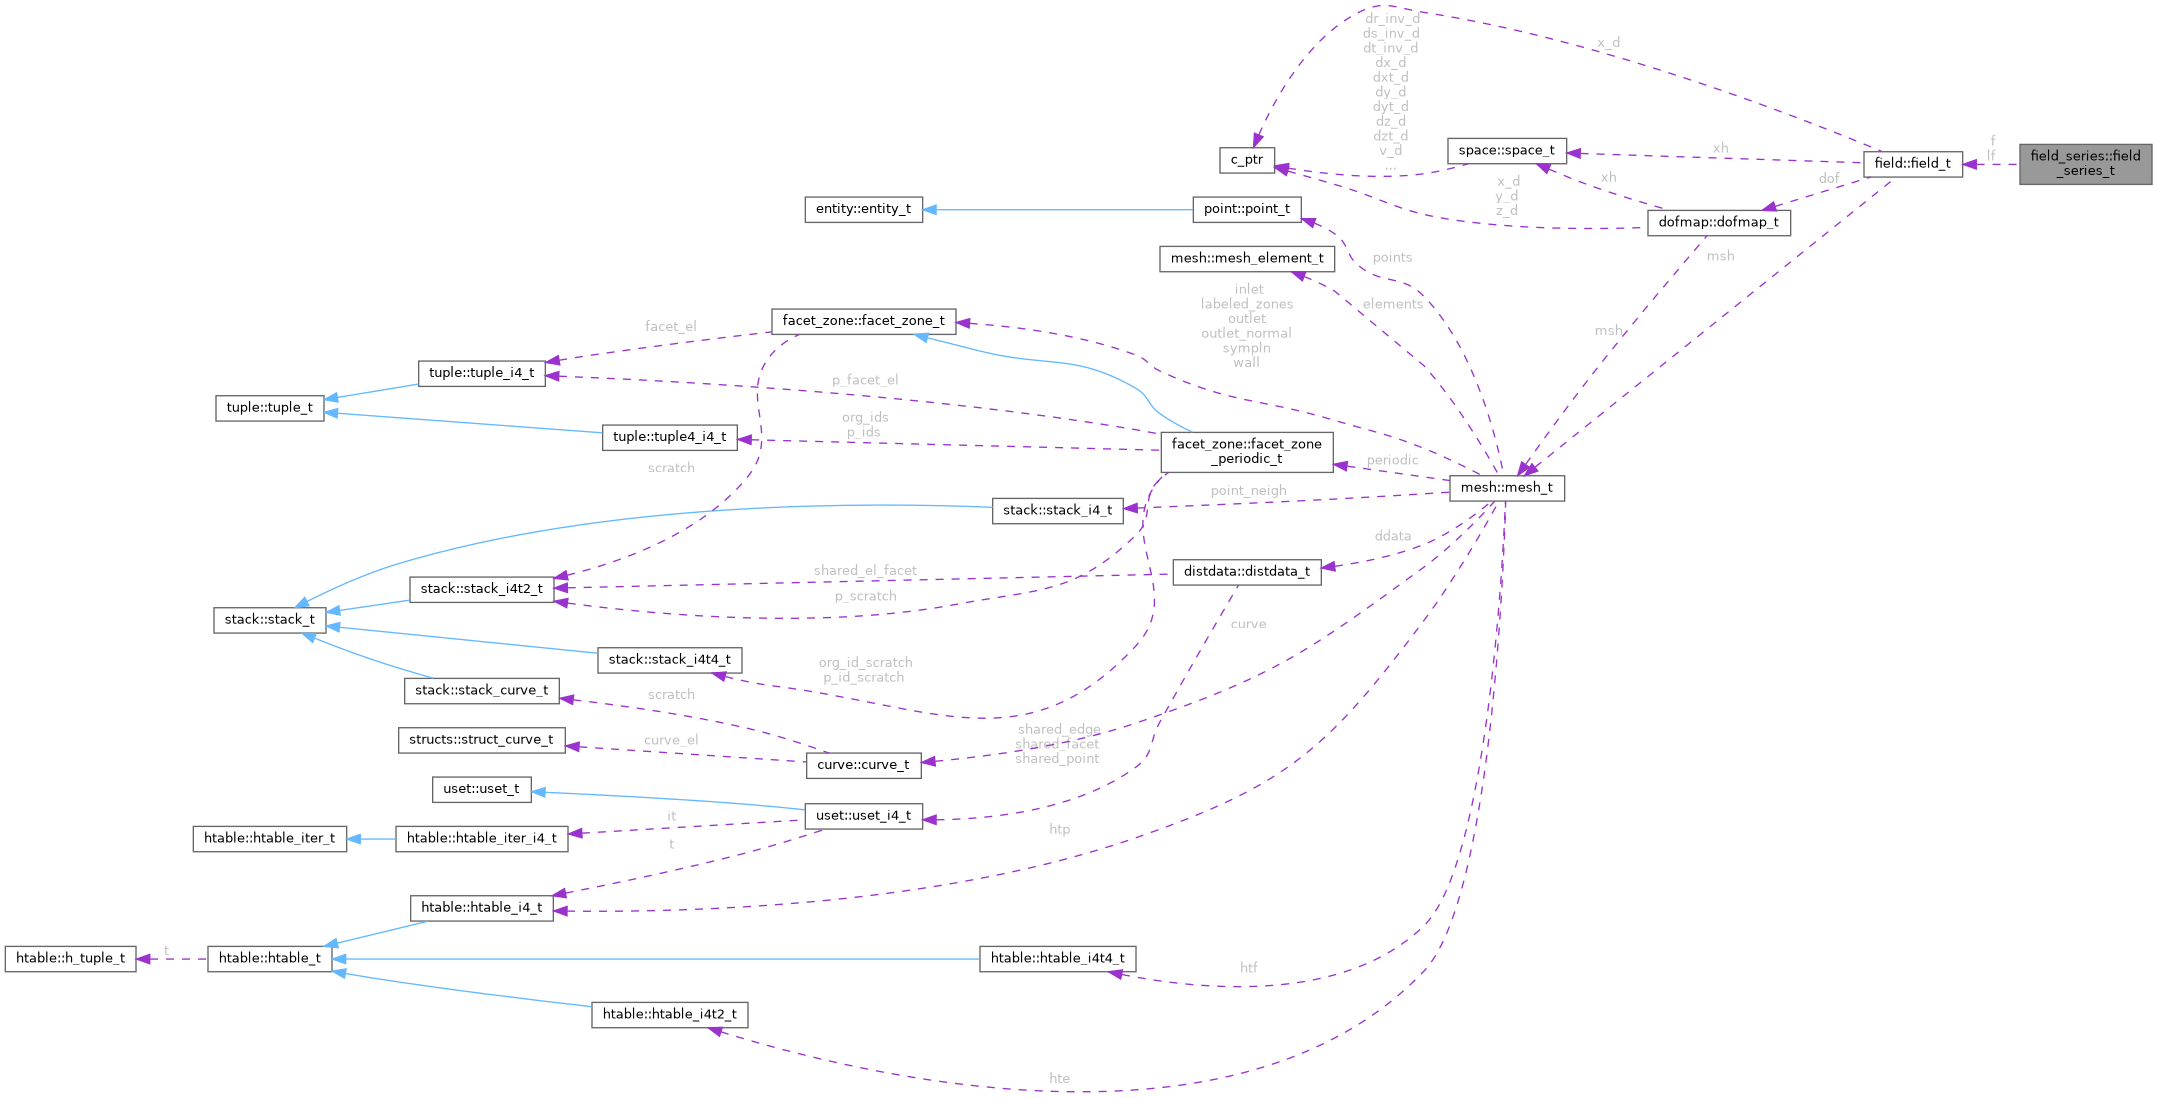 dr_inv_d
ds_inv_d
dt_inv_d
dx_d
dxt_d
dy_d
dyt_d
dz_d
dzt_d
v_d
...
x_d
c_ptr
space::space_t
xh
field::field_t
f
lf
field_series::field
_series_t
xh
dof
x_d
y_d
z_d
entity::entity_t
point::point_t
dofmap::dofmap_t
mesh::mesh_element_t
points
msh
inlet
labeled_zones
outlet
outlet_normal
sympln
wall
elements
facet_zone::facet_zone_t
facet_el
msh
tuple::tuple_i4_t
p_facet_el
tuple::tuple_t
org_ids
p_ids
tuple::tuple4_i4_t
facet_zone::facet_zone
_periodic_t
periodic
scratch
mesh::mesh_t
point_neigh
stack::stack_i4_t
ddata
shared_el_facet
distdata::distdata_t
stack::stack_i4t2_t
p_scratch
stack::stack_t
curve
stack::stack_i4t4_t
org_id_scratch
p_id_scratch
stack::stack_curve_t
scratch
structs::struct_curve_t
curve_el
shared_edge
shared_facet
shared_point
curve::curve_t
uset::uset_t
uset::uset_i4_t
it
t
htable::htable_iter_t
htable::htable_iter_i4_t
htp
htable::htable_i4_t
htable::h_tuple_t
t
htable::htable_t
htable::htable_i4t4_t
htf
htable::htable_i4t2_t
hte